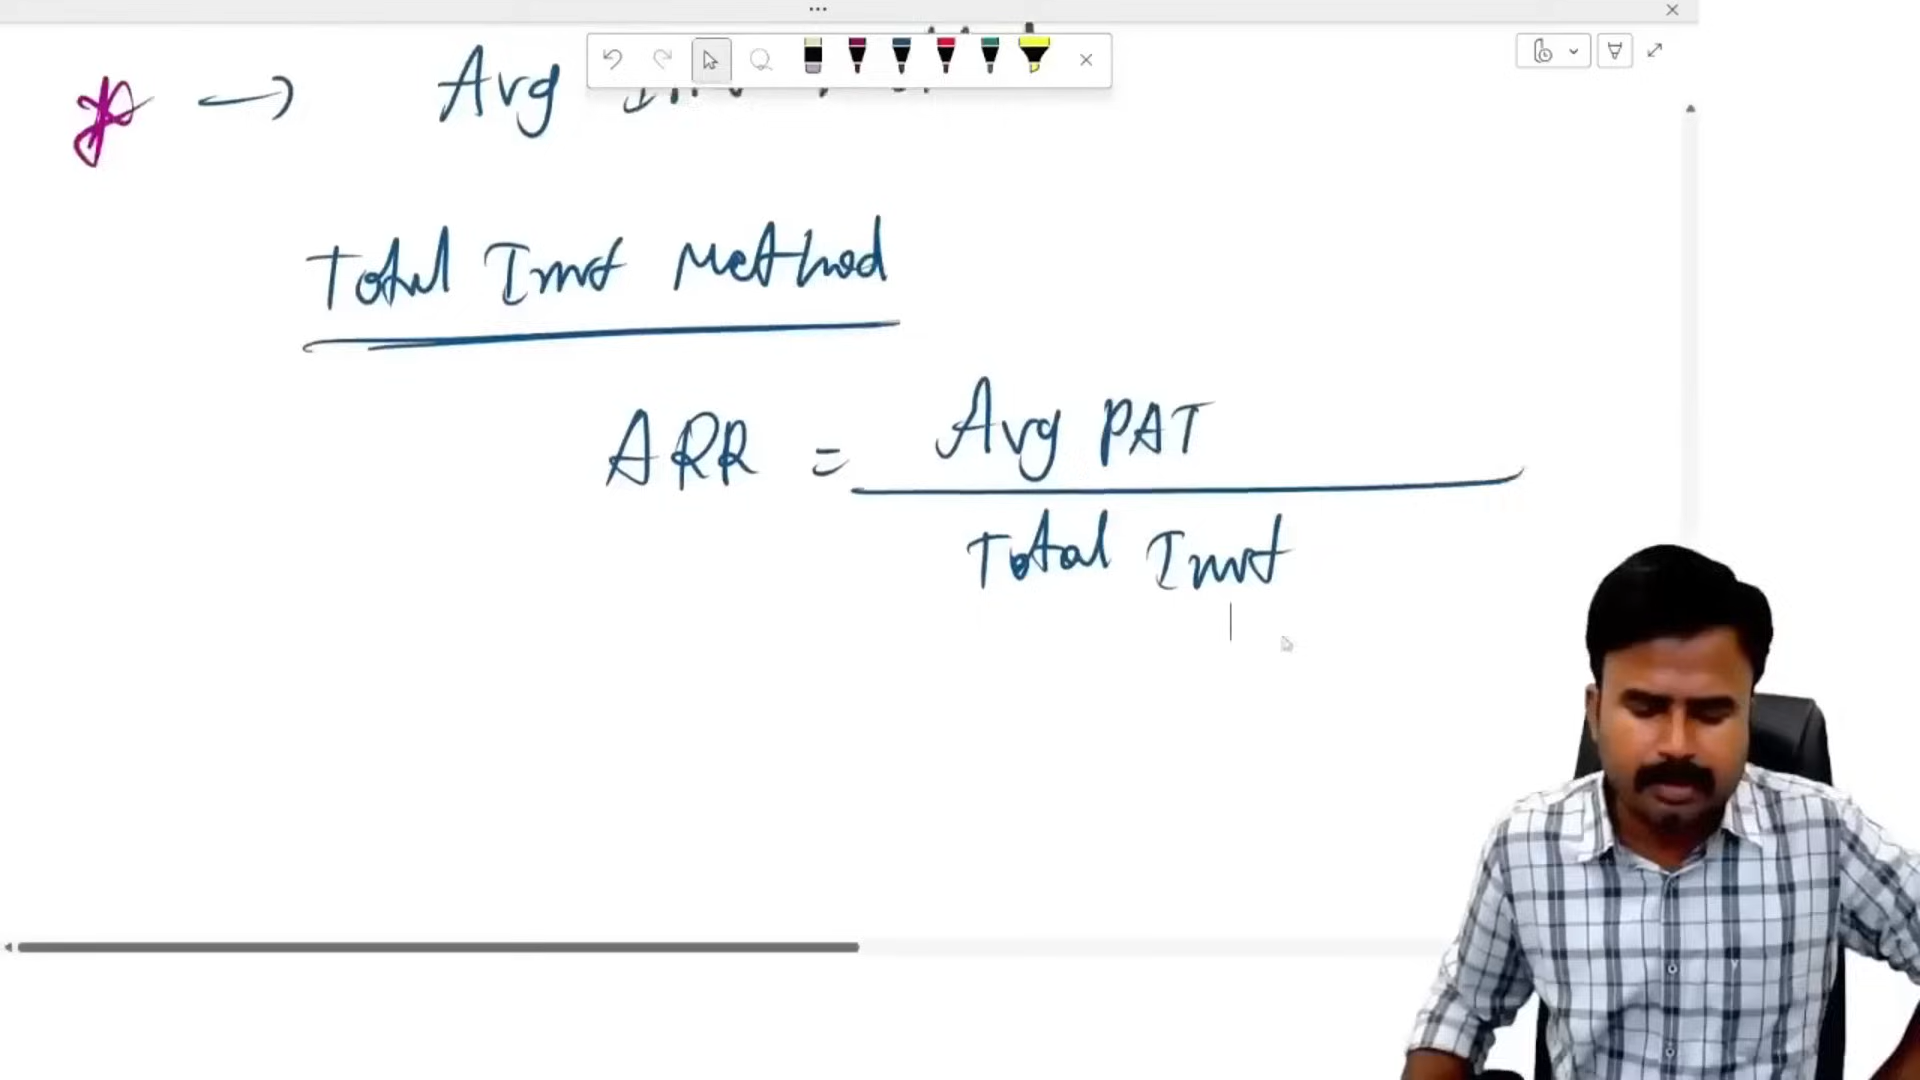 → Avg
Total Invt Method
ARR = Avg PAT
Total Invt